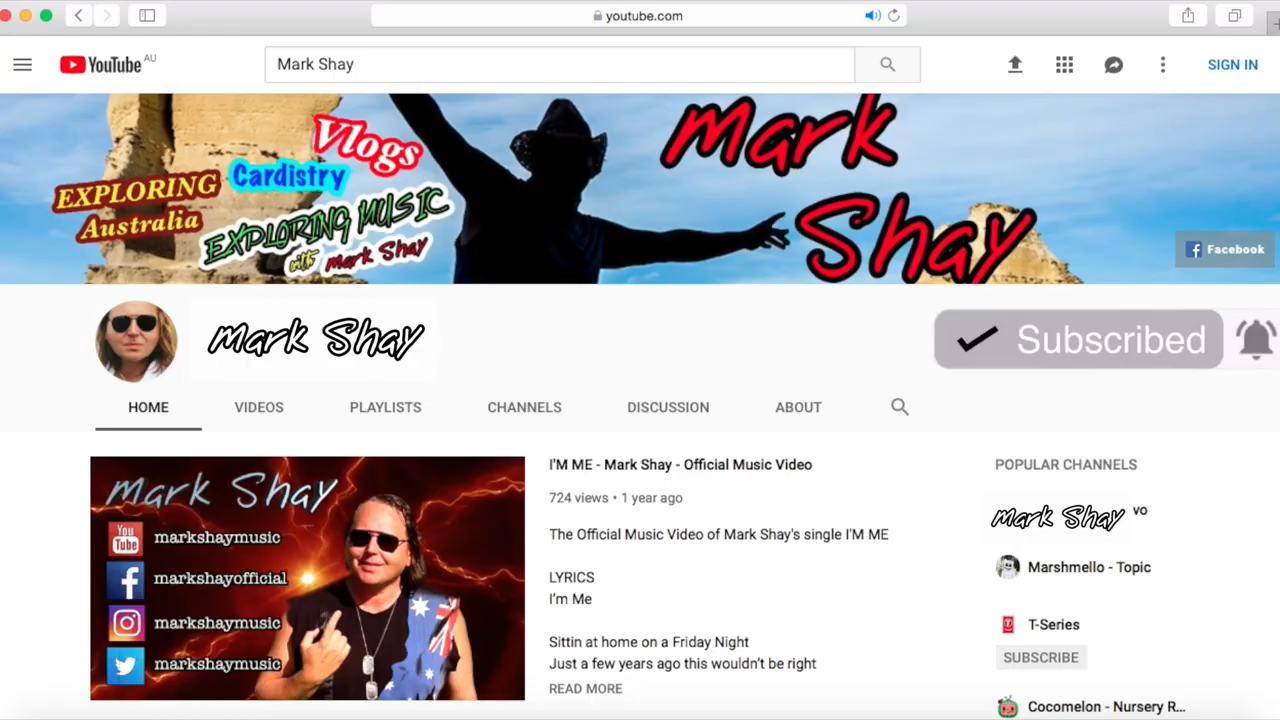 youtube.com
YouTube AU
Mark Shay
SIGN IN
Vlogs
Cardistry
EXPLORING
Australia
EXPLORING MUSIC
with mark Shay
mark
Shay
Facebook
mark Shay
Subscribed
HOME
VIDEOS
PLAYLISTS
CHANNELS
DISCUSSION
ABOUT
mark Shay
You
Tube
markshaymusic
markshayofficial
markshaymusic
markshaymusic
I'M ME - Mark Shay - Official Music Video
724 views • 1 year ago
The Official Music Video of Mark Shay's single I'M ME
LYRICS
I'm Me
Sittin at home on a Friday Night
Just a few years ago this wouldn't be right
READ MORE
POPULAR CHANNELS
mark Shay vo
Marshmello - Topic
T-Series
SUBSCRIBE
Cocomelon - Nursery R...